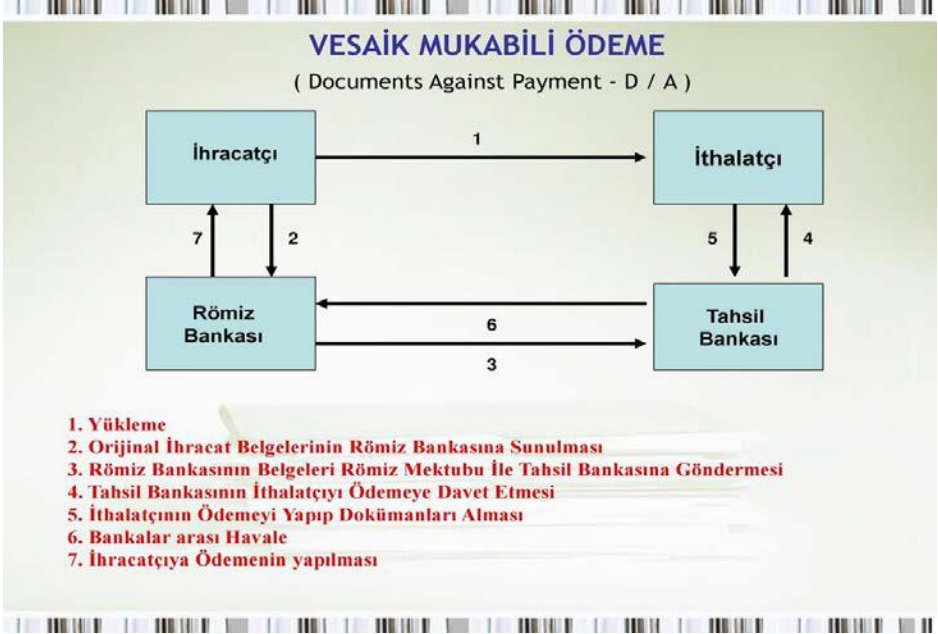 VESAİK MUKABİLİ ÖDEME
( Documents Against Payment - D / A )
İhracatçı
1
İthalatçı
7
2
5
4
Römiz
Bankası
6
3
Tahsil
Bankası
1. Yükleme
2. Orijinal İhracat Belgelerinin Römiz Bankasına Sunulması
3. Römiz Bankasının Belgeleri Römiz Mektubu İle Tahsil Bankasına Göndermesi
4. Tahsil Bankasının İthalatçıyı Ödemeye Davet Etmesi
5. İthalatçının Ödemeyi Yapıp Dokümanları Alması
6. Bankalar arası Havale
7. İhracatçıya Ödemenin yapılması